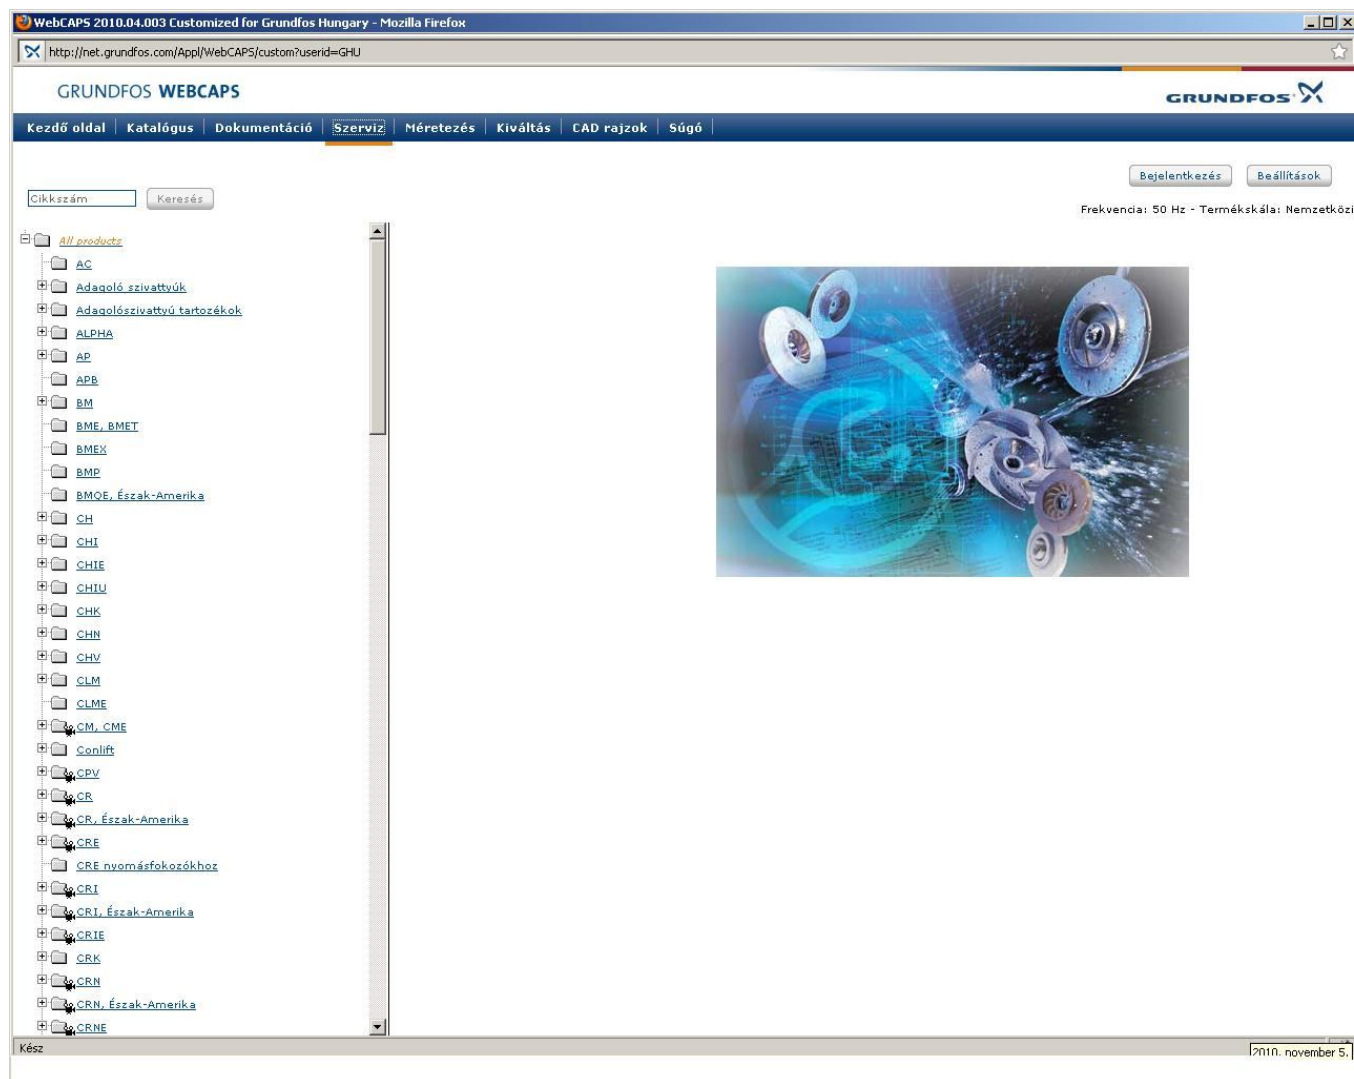 WebCAPS 2010.04.003 Customized for Grundfos Hungary - Mozilla Firefox
http://net.grundfos.com/Appl/WebCAPS/custom?userid=GHU
GRUNDFOS WEBCAPS
GRUNDFOS
Kezdő oldal Katalógus Dokumentáció Szerviz Méretezés Kiváltás CAD rajzok Súgó
Bejelentkezés Beállítások
Cikkszám Keresés
Frekvencia: 50 Hz - Termékskála: Nemzetközi
All products
AC
Adagoló szivattyúk
Adagolószivattyú tartozékok
ALPHA
AP
APB
BM
BME, BMET
BMEX
BMP
BMQE, Észak-Amerika
CH
CHI
CHIE
CHIU
CHK
CHN
CHV
CLM
CLME
CM, CME
Conlift
CPV
CR
CR, Észak-Amerika
CRE
CRE nyomásfokozókhoz
CRI
CRI, Észak-Amerika
CRIE
CRK
CRN
CRN, Észak-Amerika
CRNE
Kész
2010. november 5.